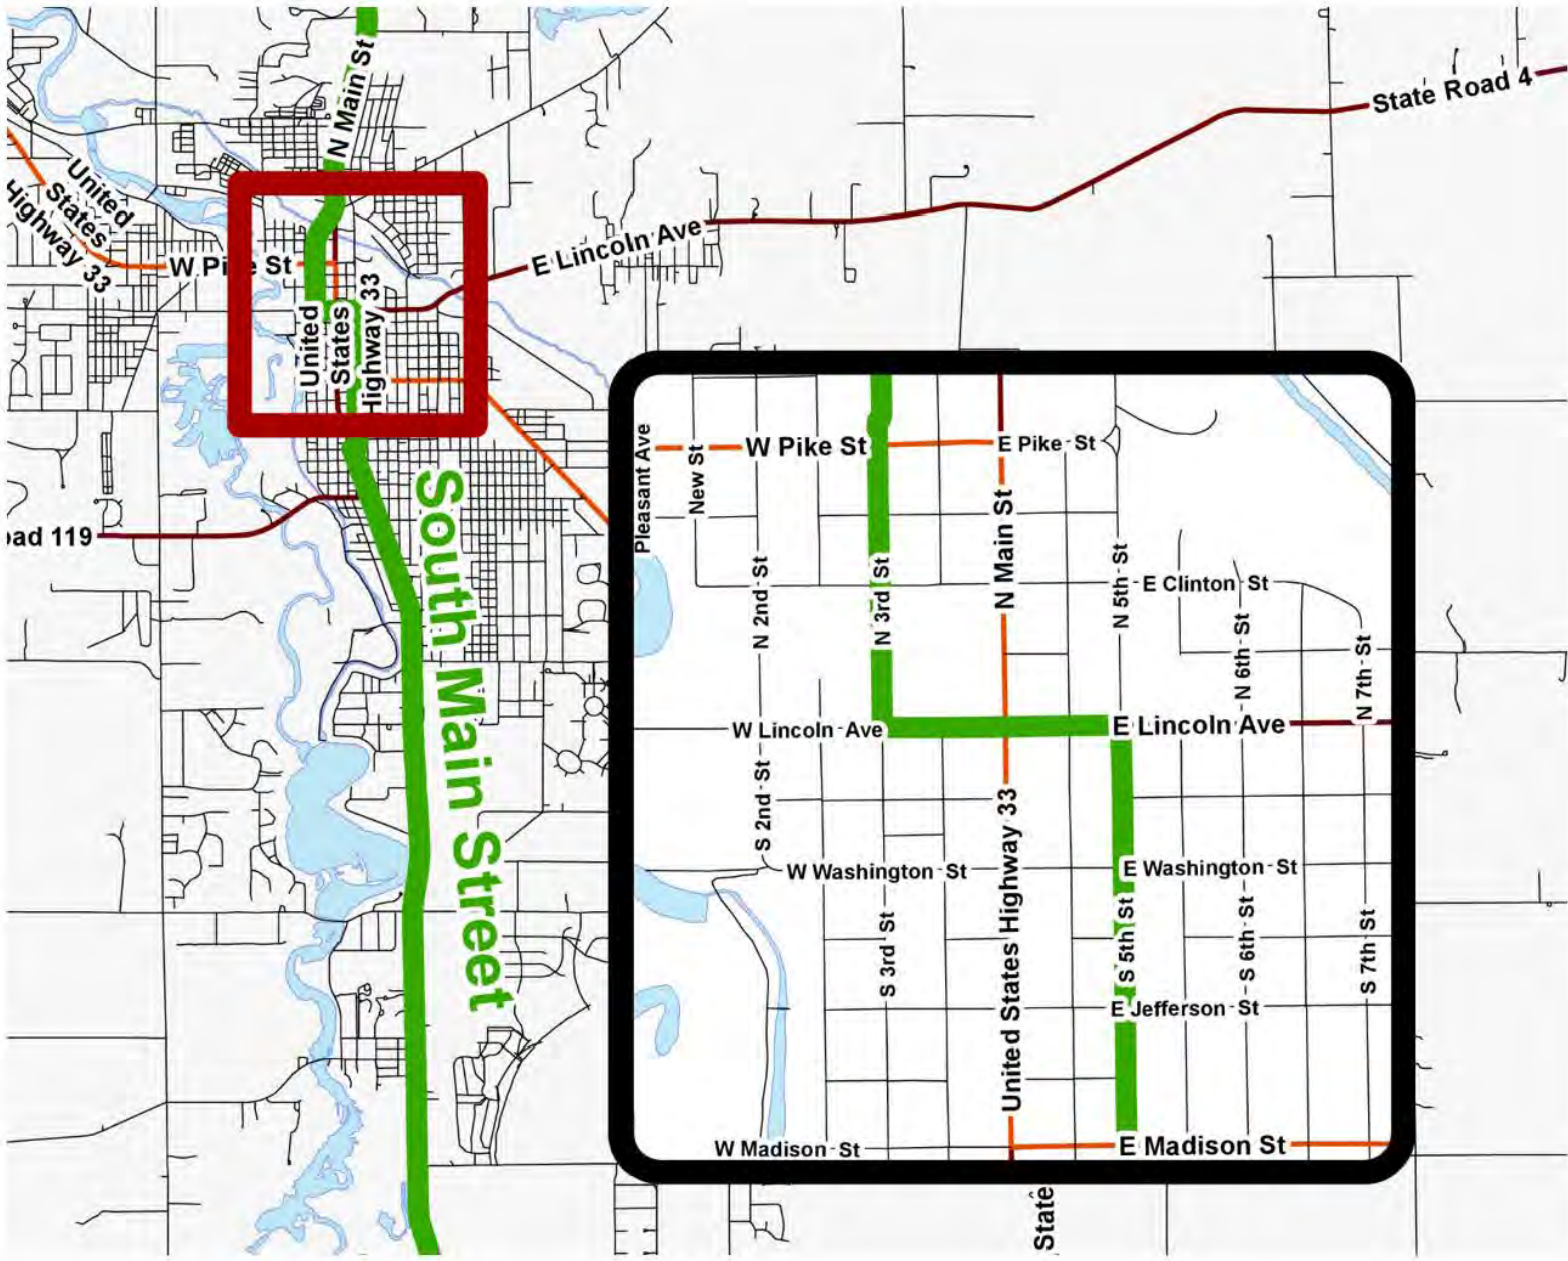 N Main St
State Road 4
United
States
Highway 33
W Pike St
E Lincoln Ave
United
States
Highway 33
South Main Street
oad 119
W Pike St
E Pike St
Pleasant Ave
New St
N Main St
N 2nd St
N 3rd St
N 5th St
E Clinton St
N 6th St
N 7th St
W Lincoln Ave
E Lincoln Ave
S 2nd St
United States Highway 33
W Washington St
E Washington St
S 3rd St
S 5th St
S 6th St
S 7th St
E Jefferson St
W Madison St
E Madison St
State